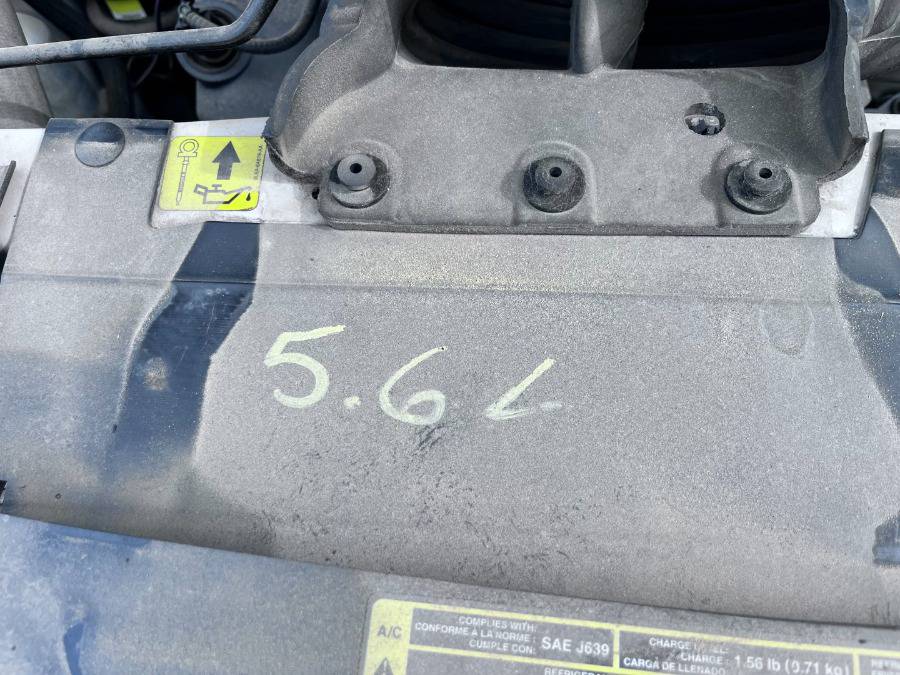 5.6 L
A/C
COMPLIES WITH:
CONFORME À LA NORME :
CUMPLE CON:
SAE J639
CHARGE :
CARGA DE LLENADO:
1.56 lb (0.71 kg)